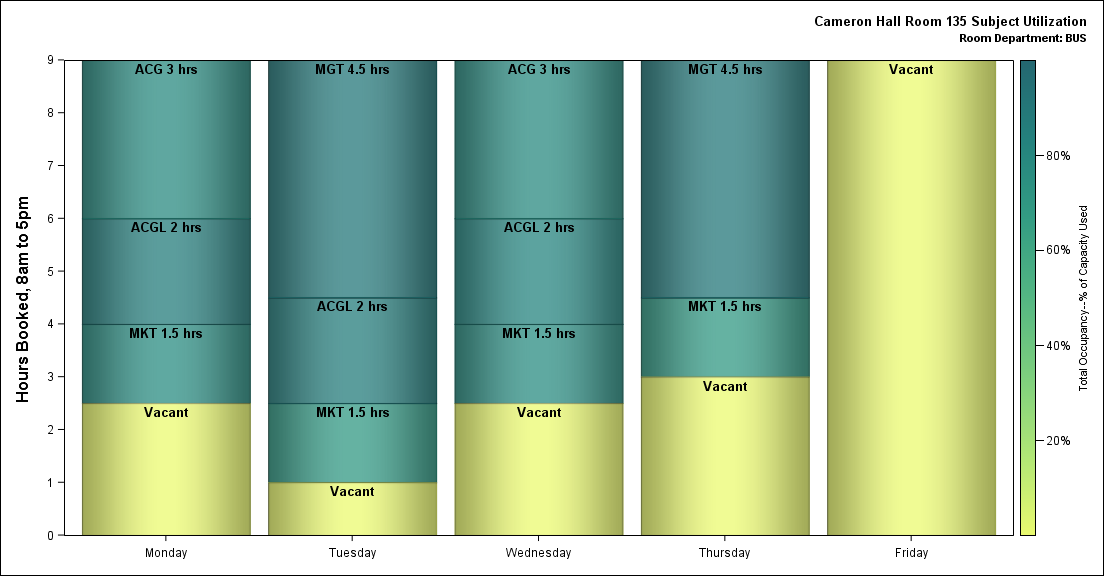 Cameron Hall Room 135 Subject Utilization
Room Department: BUS
Hours Booked, 8am to 5pm
9
8
7
6
5
4
3
2
1
0
ACG 3 hrs
ACGL 2 hrs
MKT 1.5 hrs
Vacant
MGT 4.5 hrs
ACGL 2 hrs
MKT 1.5 hrs
Vacant
ACG 3 hrs
ACGL 2 hrs
MKT 1.5 hrs
Vacant
MGT 4.5 hrs
MKT 1.5 hrs
Vacant
Vacant
Monday
Tuesday
Wednesday
Thursday
Friday
80%
60%
40%
20%
Total Occupancy--% of Capacity Used